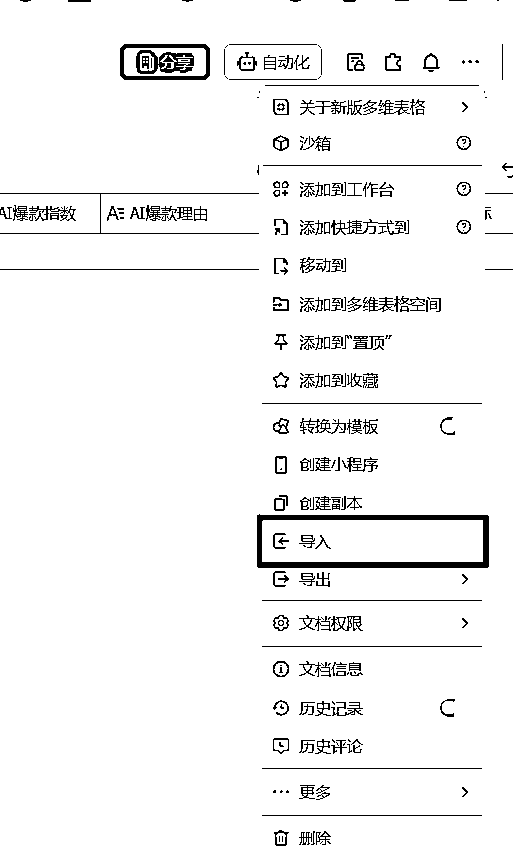 分享 自动化
关于新版多维表格
沙箱
添加到工作台
AI爆款指数 AI爆款理由
添加快捷方式到
移动到
添加到多维表格空间
添加到“置顶”
添加到收藏
转换为模板
创建小程序
创建副本
导入
导出
文档权限
文档信息
历史记录
历史评论
更多
删除